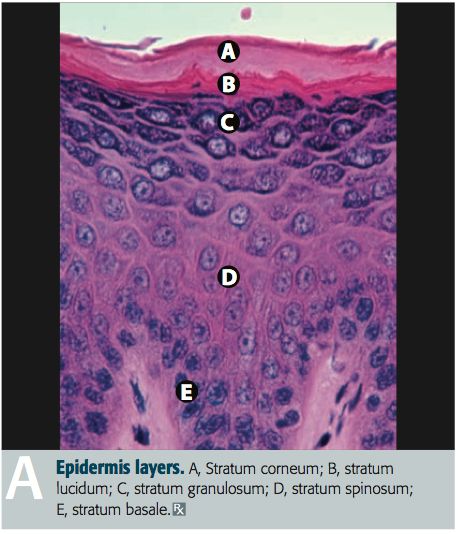 A
B
C
D
E
A
Epidermis layers. A, Stratum corneum; B, stratum
lucidum; C, stratum granulosum; D, stratum spinosum;
E, stratum basale. ℞